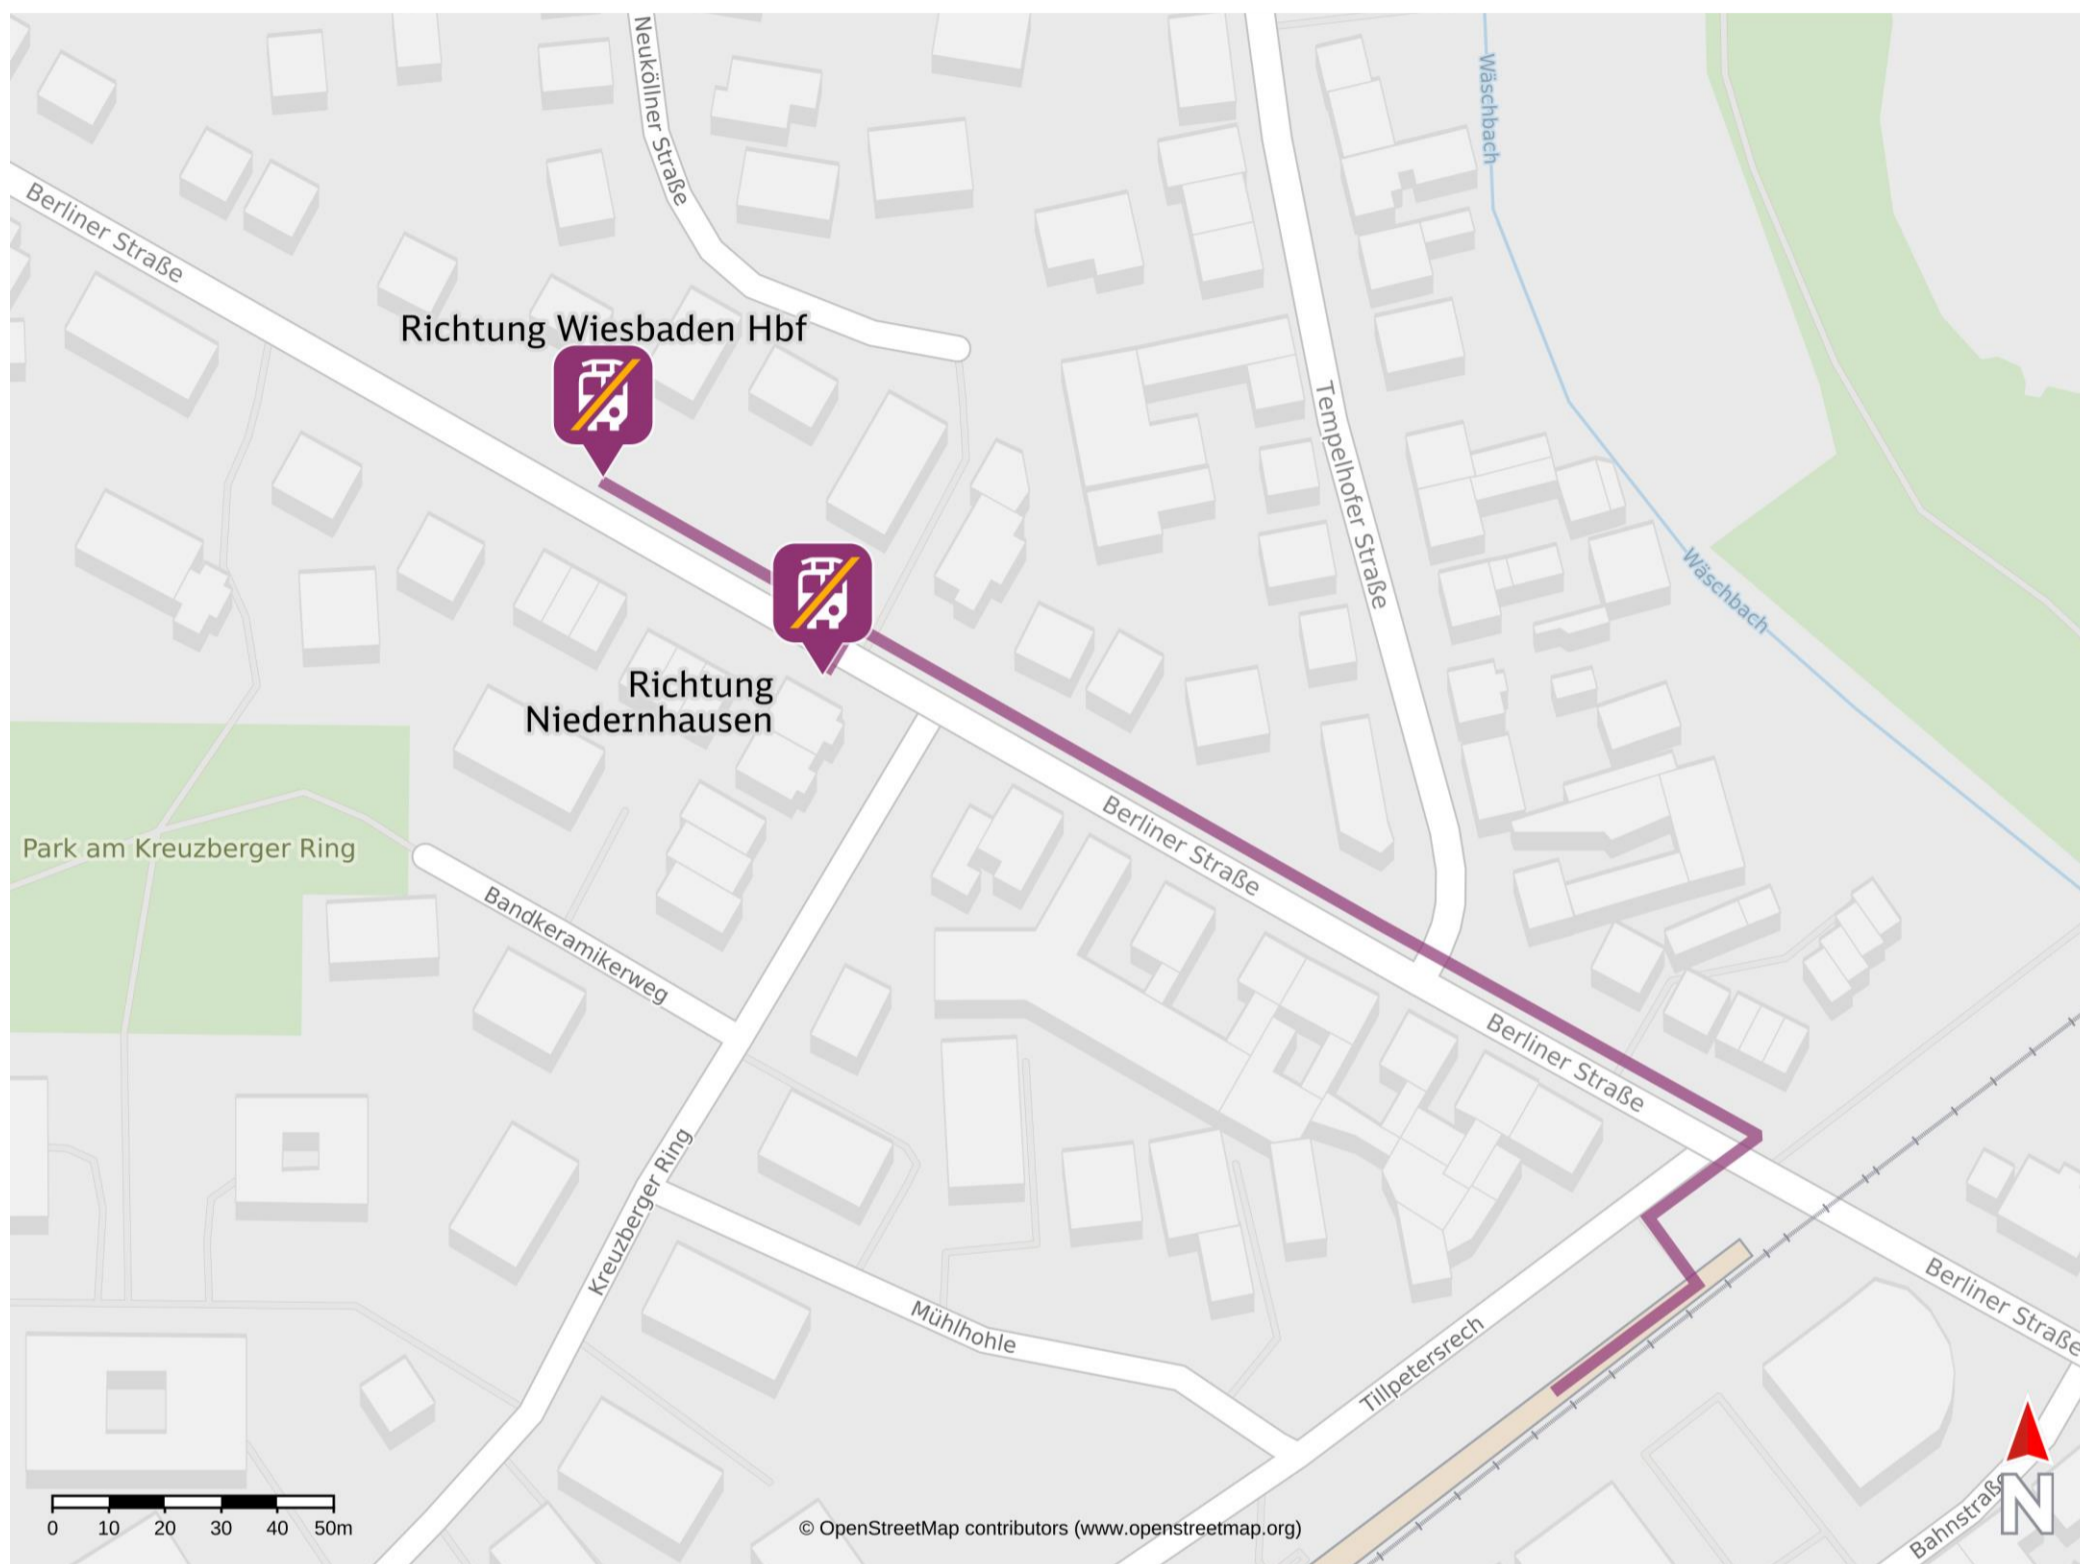 Neuköllner Straße
Wäschbach
Berliner Straße
Richtung Wiesbaden Hbf
Tempelhofer Straße
Wäschbach
Richtung
Niedernhausen
Berliner Straße
Park am Kreuzberger Ring
Bandkeramikerweg
Berliner Straße
Kreuzberger Ring
Berliner Straße
Mühlhohle
Tillpetersrech
Bahnstraße
N
0 10 20 30 40 50m
© OpenStreetMap contributors (www.openstreetmap.org)